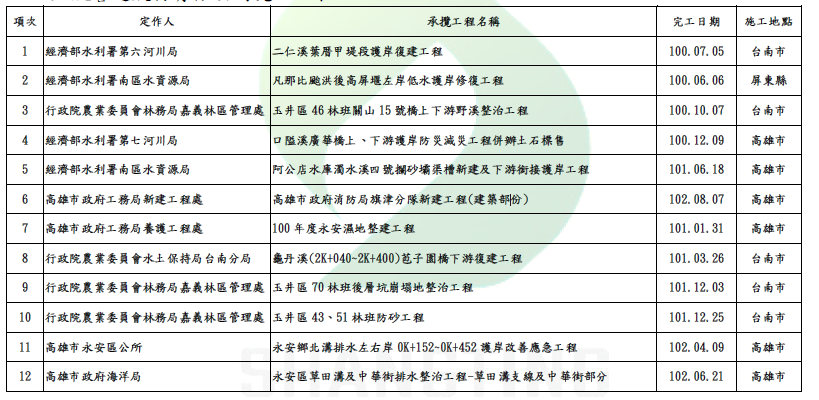 項次 定作人 承攬工程名稱 完工日期 施工地點
1 經濟部水利署第六河川局 二仁溪葉厝甲堤段護岸復建工程 100.07.05 台南市
2 經濟部水利署南區水資源局 凡那比颱洪後高屏堰左岸低水護岸修復工程 100.06.06 屏東縣
3 行政院農業委員會林務局嘉義林區管理處 玉井區 46 林班關山 15 號橋上下游野溪整治工程 100.10.07 台南市
4 經濟部水利署第七河川局 口隘溪廣華橋上、下游護岸防災減災工程併辦土石標售 100.12.09 高雄市
5 經濟部水利署南區水資源局 阿公店水庫濁水溪四號攔砂壩渠槽新建及下游銜接護岸工程 101.06.18 高雄市
6 高雄市政府工務局新建工程處 高雄市政府消防局旗津分隊新建工程(建築部份) 102.08.07 高雄市
7 高雄市政府工務局養護工程處 100 年度永安濕地整建工程 101.01.31 高雄市
8 行政院農業委員會水土保持局台南分局 龜丹溪(2K+040~2K+400)苞子園橋下游復建工程 101.03.26 台南市
9 行政院農業委員會林務局嘉義林區管理處 玉井區 70 林班後層坑崩塌地整治工程 101.12.03 台南市
10 行政院農業委員會林務局嘉義林區管理處 玉井區 43、51 林班防砂工程 101.12.25 台南市
11 高雄市永安區公所 永安鄉北溝排水左右岸 0K+152~0K+452 護岸改善應急工程 102.04.09 高雄市
12 高雄市政府海洋局 永安區草田溝及中華街排水整治工程-草田溝支線及中華街部分 102.06.21 高雄市